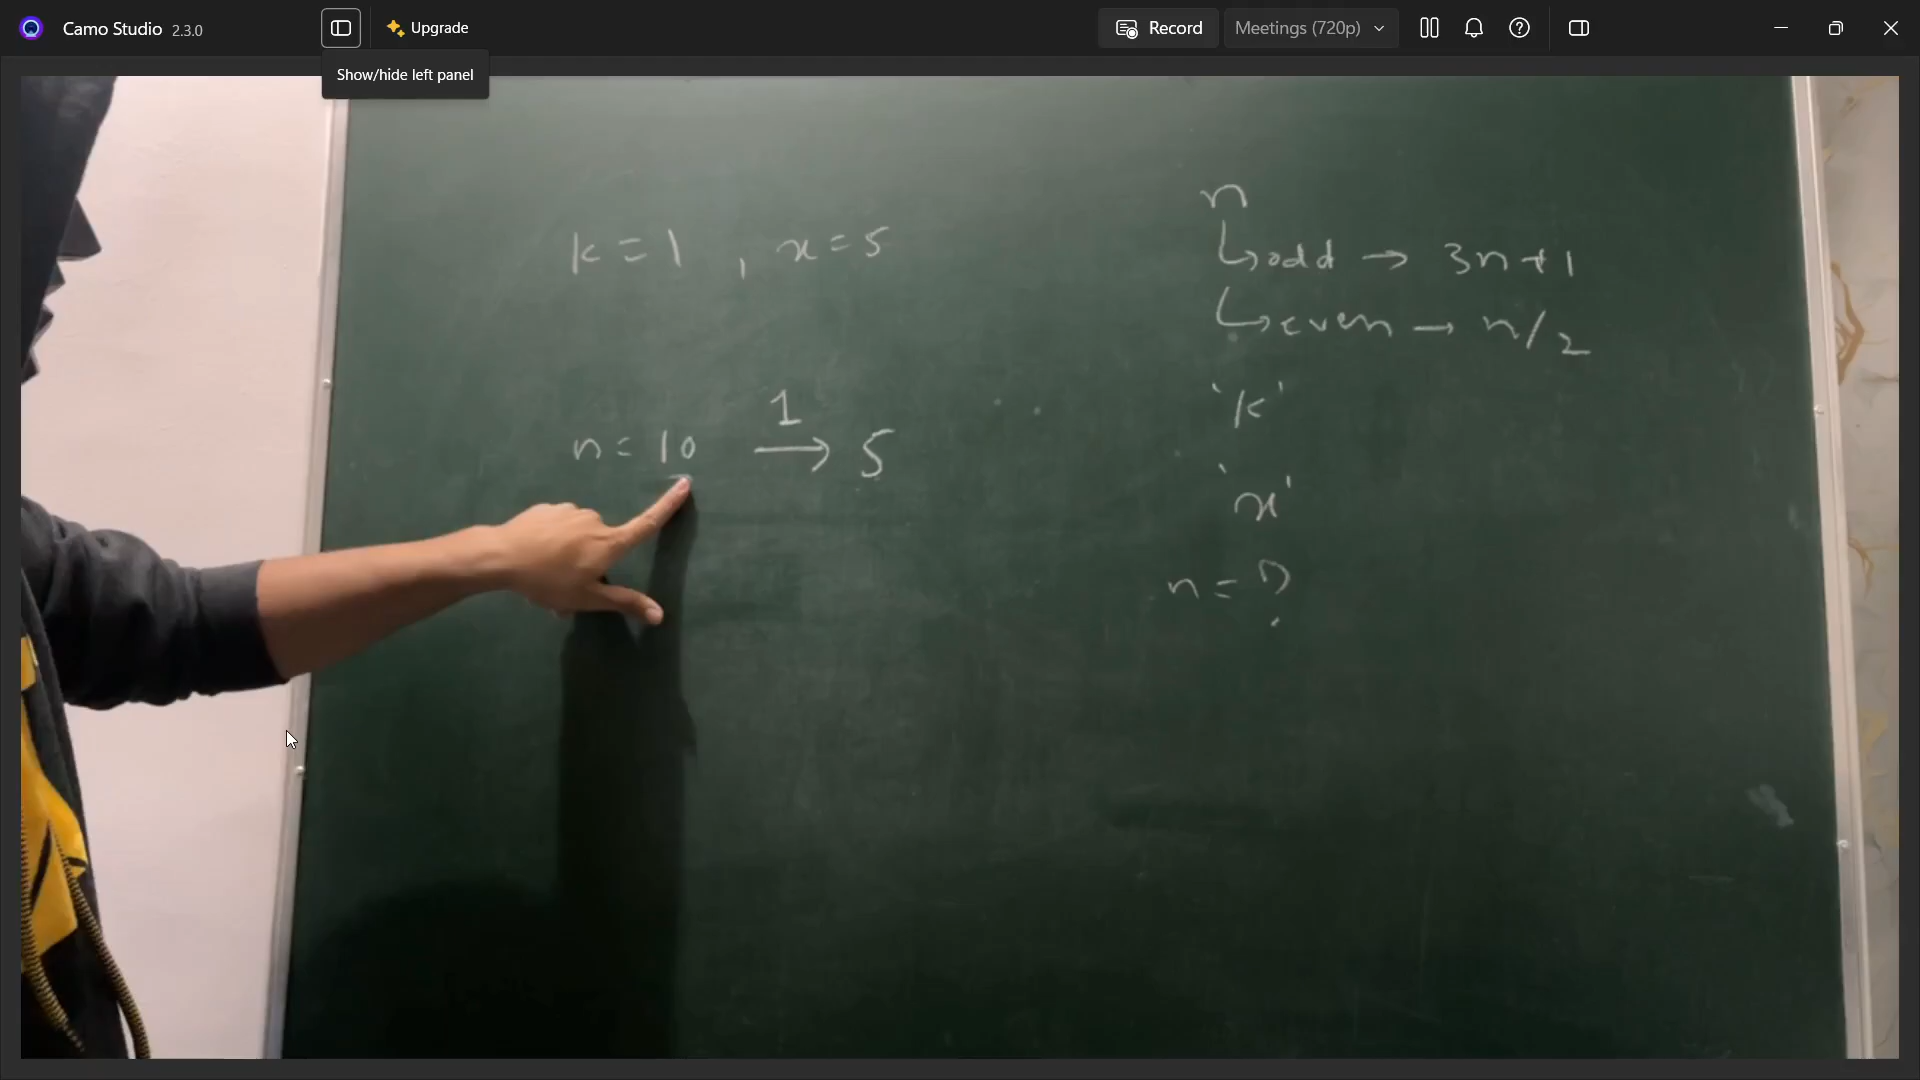 Camo Studio 2.3.0
Upgrade
Record
Meetings (720p)
Show/hide left panel
k = 1 , x = 5
n = 10 1→ 5
n
↳ odd → 3n+1
↳ even → n/2
'k'
'x'
n = ?